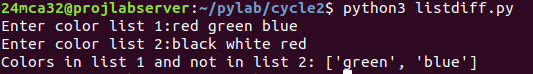 24mca32@projlabserver:~/pylab/cycle2$ python3 listdiff.py
Enter color list 1:red green blue
Enter color list 2:black white red
Colors in list 1 and not in list 2: ['green', 'blue']